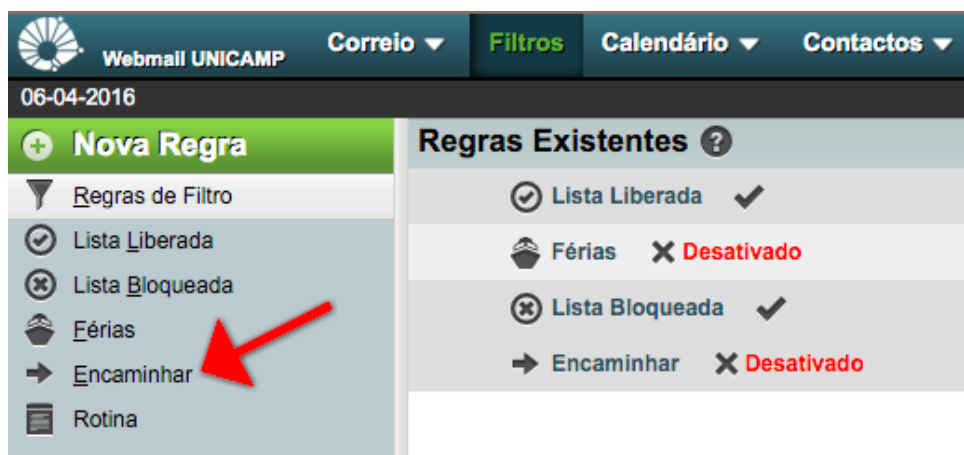 Webmail UNICAMP Correio Filtros Calendário Contactos
06-04-2016
Nova Regra
Regras de Filtro
Lista Liberada
Lista Bloqueada
Férias
Encaminhar
Rotina
Regras Existentes ?
Lista Liberada
Férias Desativado
Lista Bloqueada
Encaminhar Desativado